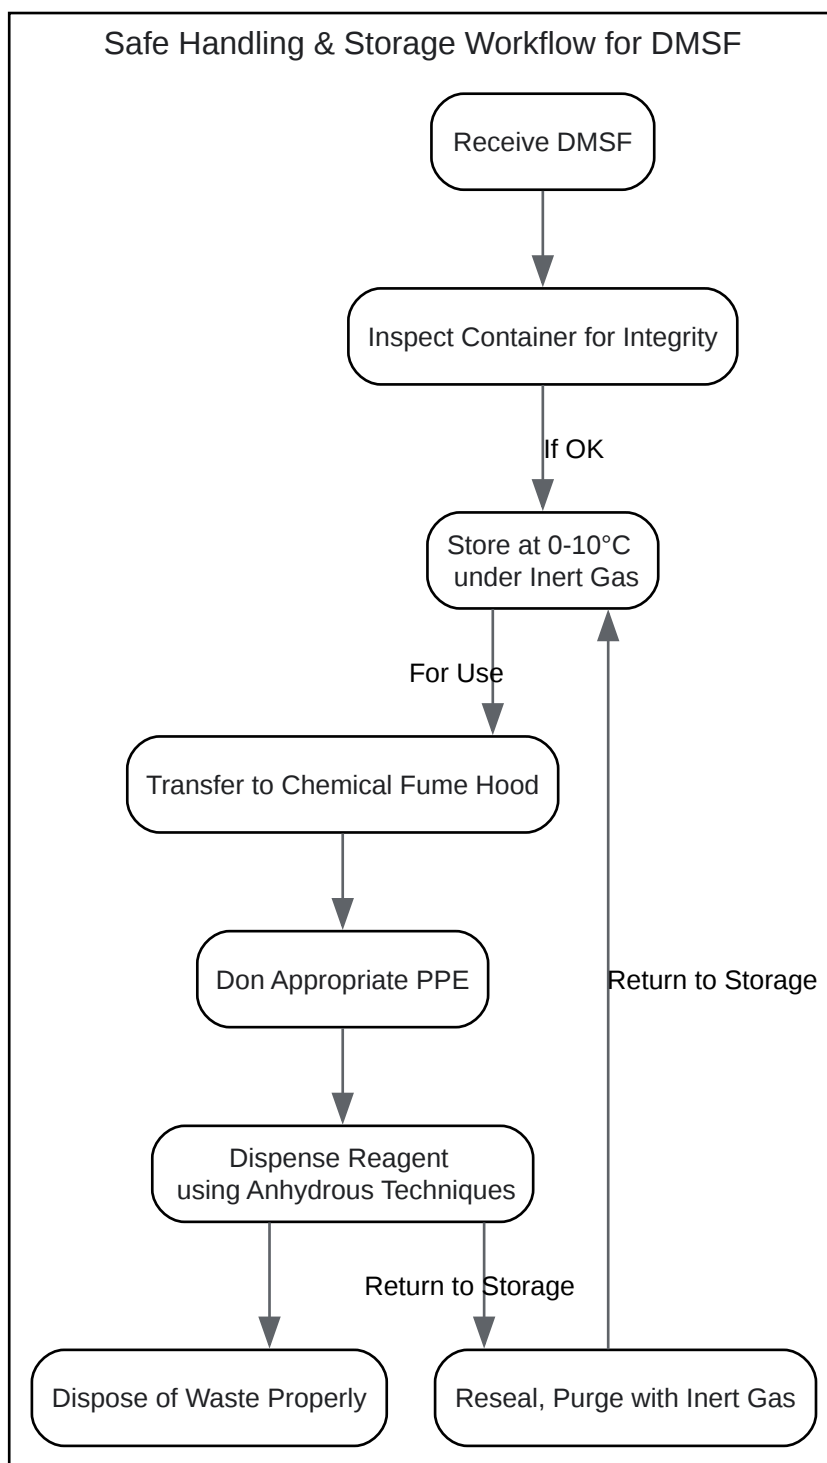 Safe Handling & Storage Workflow for DMSF
Receive DMSF
Inspect Container for Integrity
If OK
Store at 0-10°C
under Inert Gas
For Use
Transfer to Chemical Fume Hood
Don Appropriate PPE
Return to Storage
Dispense Reagent
using Anhydrous Techniques
Return to Storage
Dispose of Waste Properly
Reseal, Purge with Inert Gas